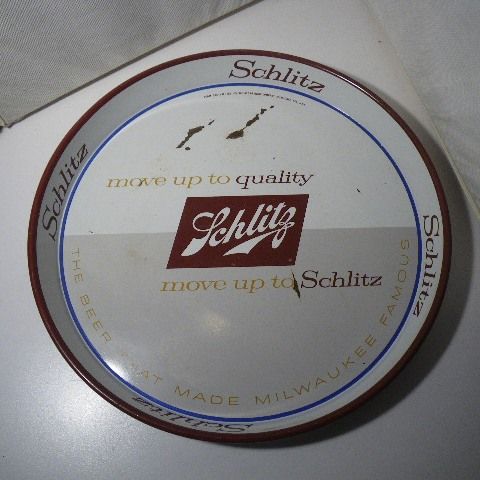 Schlitz
move up to quality
Schlitz
move up to Schlitz
THE BEER THAT MADE MILWAUKEE FAMOUS
Schlitz
Schlitz
Schlitz